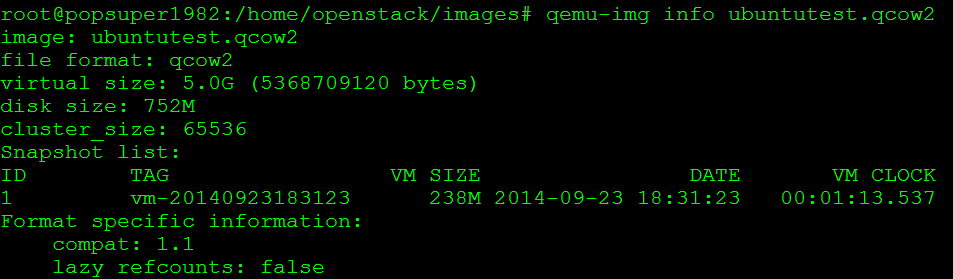 root@popsuper1982:/home/openstack/images# qemu-img info ubuntutest.qcow2
image: ubuntutest.qcow2
file format: qcow2
virtual size: 5.0G (5368709120 bytes)
disk size: 752M
cluster_size: 65536
Snapshot list:
ID        TAG                 VM SIZE                DATE       VM CLOCK
1         vm-20140923183123      238M 2014-09-23 18:31:23   00:01:13.537
Format specific information:
    compat: 1.1
    lazy refcounts: false